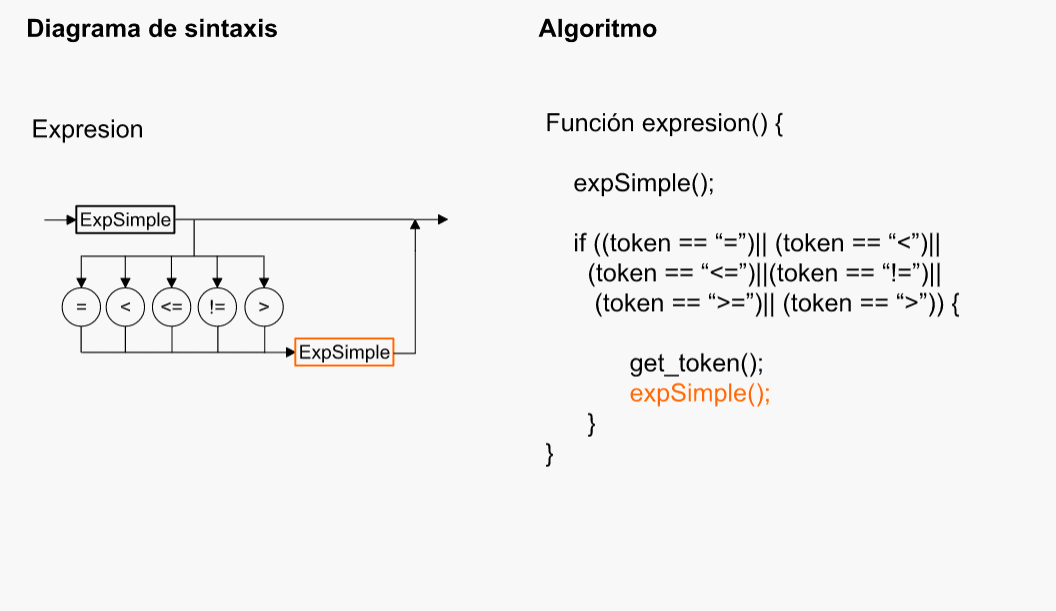 Diagrama de sintaxis
Algoritmo
Expresion
ExpSimple
=
<
<=
!=
>
ExpSimple
Función expresion() {
expSimple();
if ((token == “=”)|| (token == “<”)||
(token == “<=”)||(token == “!=”)||
(token == “>=”)|| (token == “>”)) {
get_token();
expSimple();
}
}